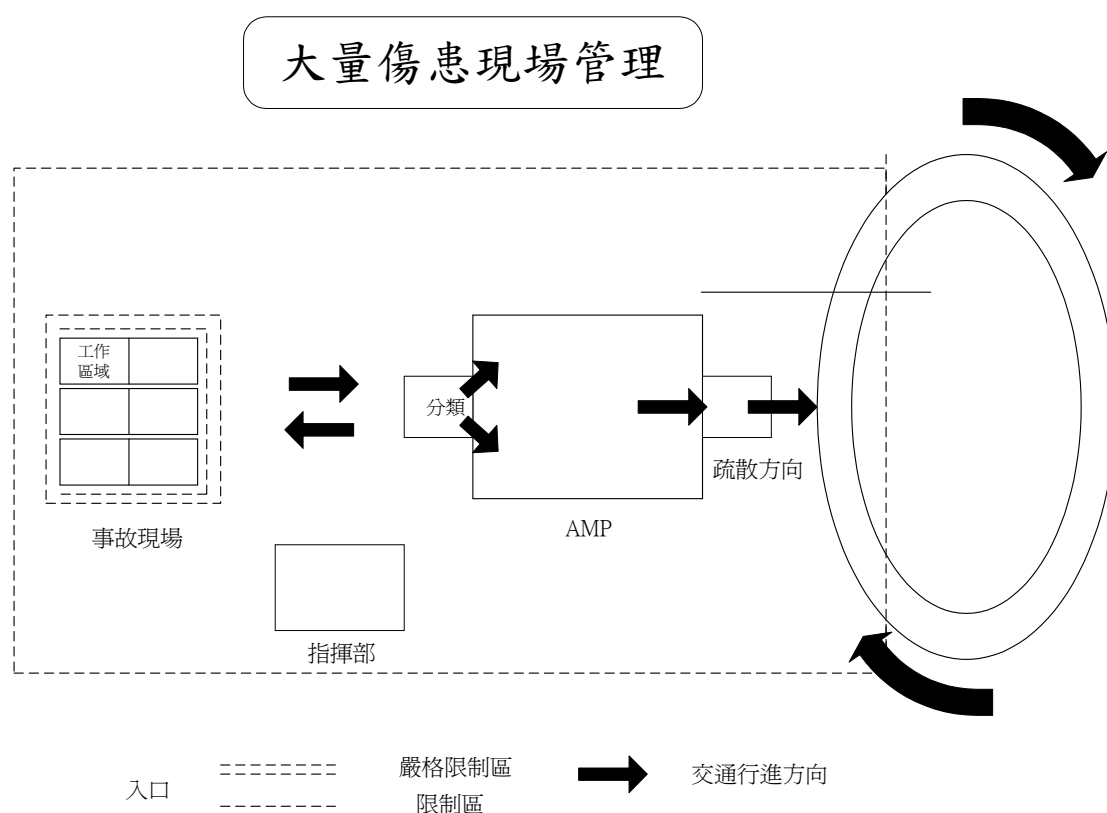 大量傷患現場管理
工作
區域
分類
疏散方向
AMP
事故現場
指揮部
入口
嚴格限制區
限制區
交通行進方向